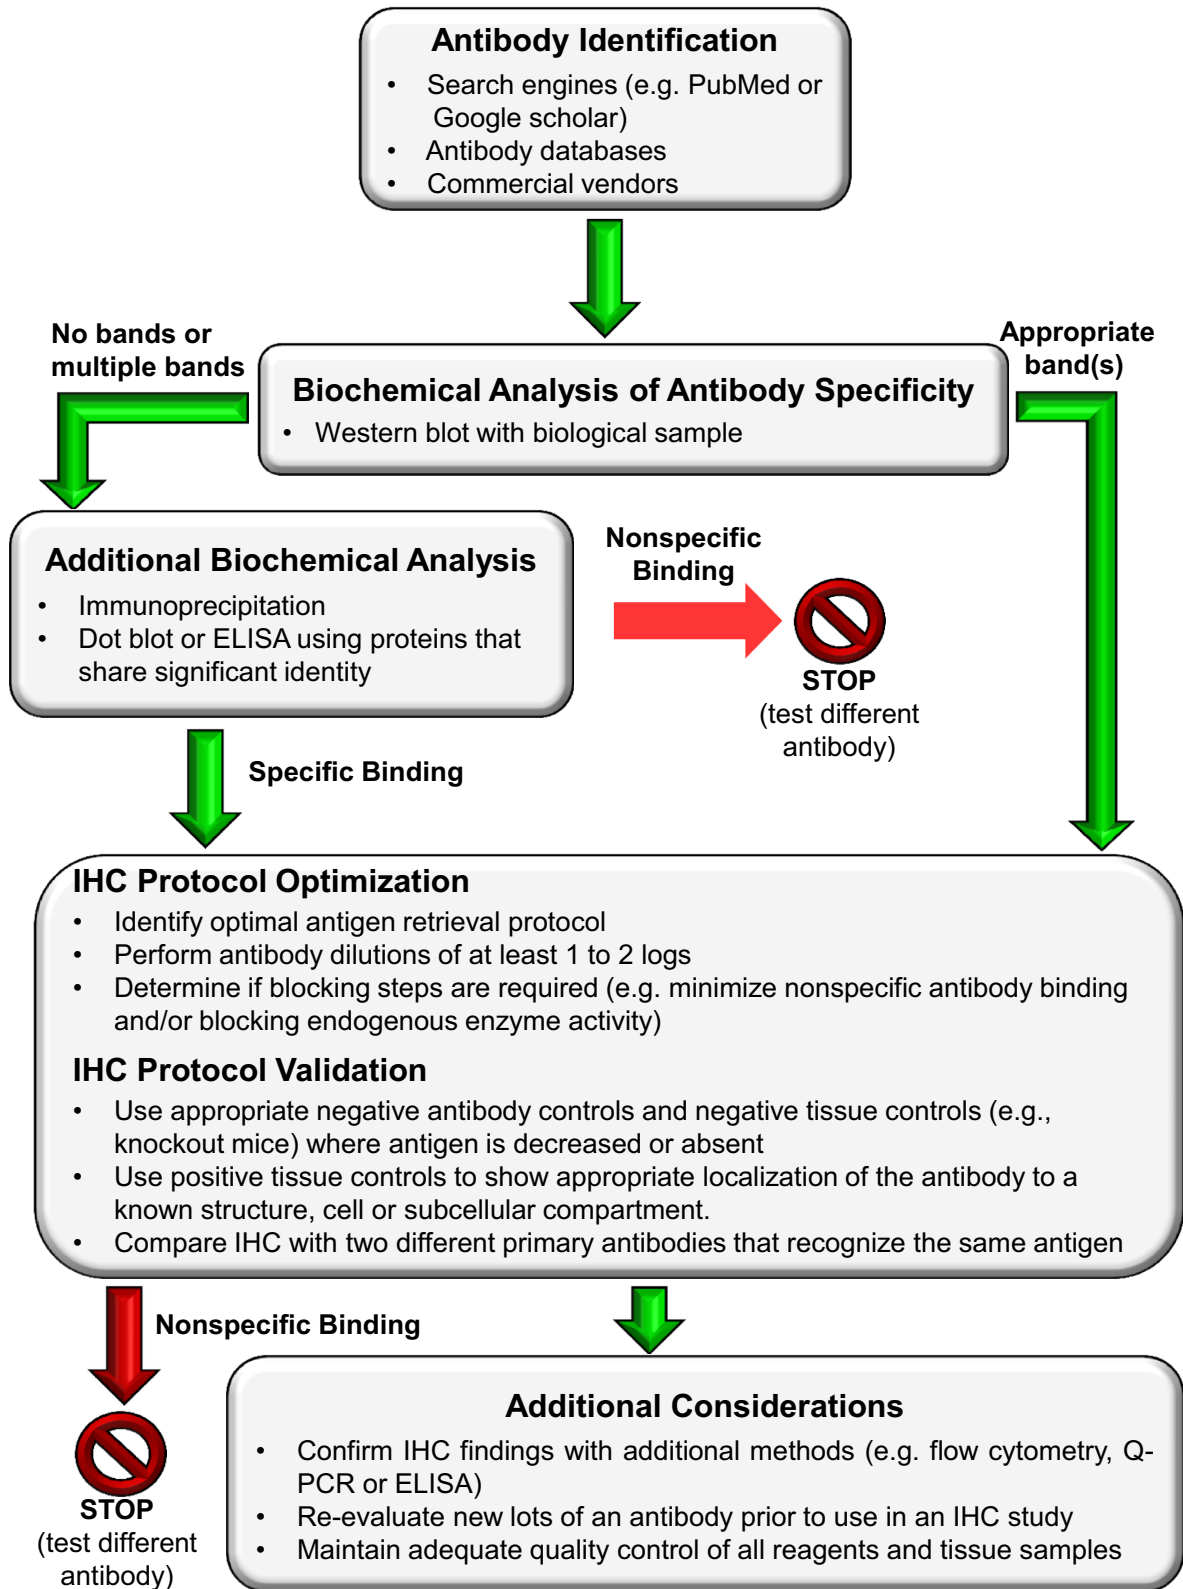 Antibody Identification
• Search engines (e.g. PubMed or
Google scholar)
• Antibody databases
• Commercial vendors
No bands or
multiple bands
Appropriate
band(s)
Biochemical Analysis of Antibody Specificity
• Western blot with biological sample
Additional Biochemical Analysis
• Immunoprecipitation
• Dot blot or ELISA using proteins that
share significant identity
Nonspecific
Binding
STOP
(test different
antibody)
Specific Binding
IHC Protocol Optimization
• Identify optimal antigen retrieval protocol
• Perform antibody dilutions of at least 1 to 2 logs
• Determine if blocking steps are required (e.g. minimize nonspecific antibody binding
and/or blocking endogenous enzyme activity)
IHC Protocol Validation
• Use appropriate negative antibody controls and negative tissue controls (e.g.,
knockout mice) where antigen is decreased or absent
• Use positive tissue controls to show appropriate localization of the antibody to a
known structure, cell or subcellular compartment.
• Compare IHC with two different primary antibodies that recognize the same antigen
Nonspecific Binding
STOP
(test different
antibody)
Additional Considerations
• Confirm IHC findings with additional methods (e.g. flow cytometry, Q-
PCR or ELISA)
• Re-evaluate new lots of an antibody prior to use in an IHC study
• Maintain adequate quality control of all reagents and tissue samples